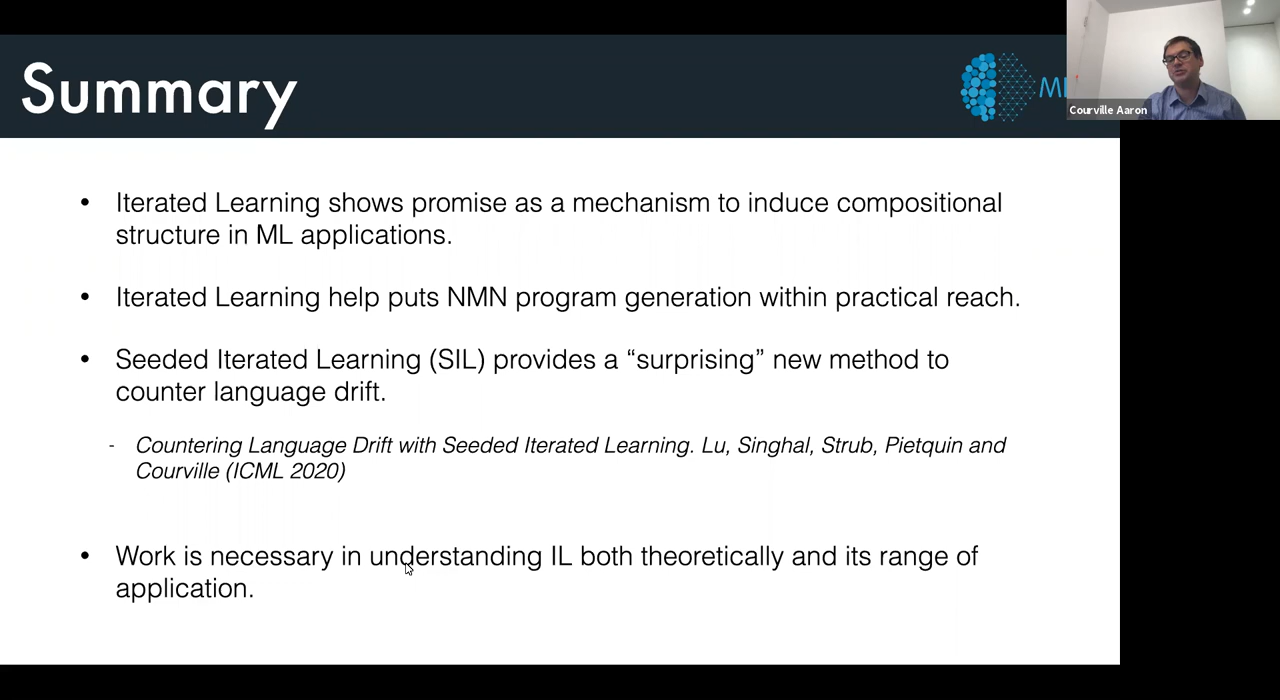 Summary
MI
Courville Aaron
• Iterated Learning shows promise as a mechanism to induce compositional
structure in ML applications.
• Iterated Learning help puts NMN program generation within practical reach.
• Seeded Iterated Learning (SIL) provides a “surprising” new method to
counter language drift.
- Countering Language Drift with Seeded Iterated Learning. Lu, Singhal, Strub, Pietquin and
Courville (ICML 2020)
• Work is necessary in understanding IL both theoretically and its range of
application.